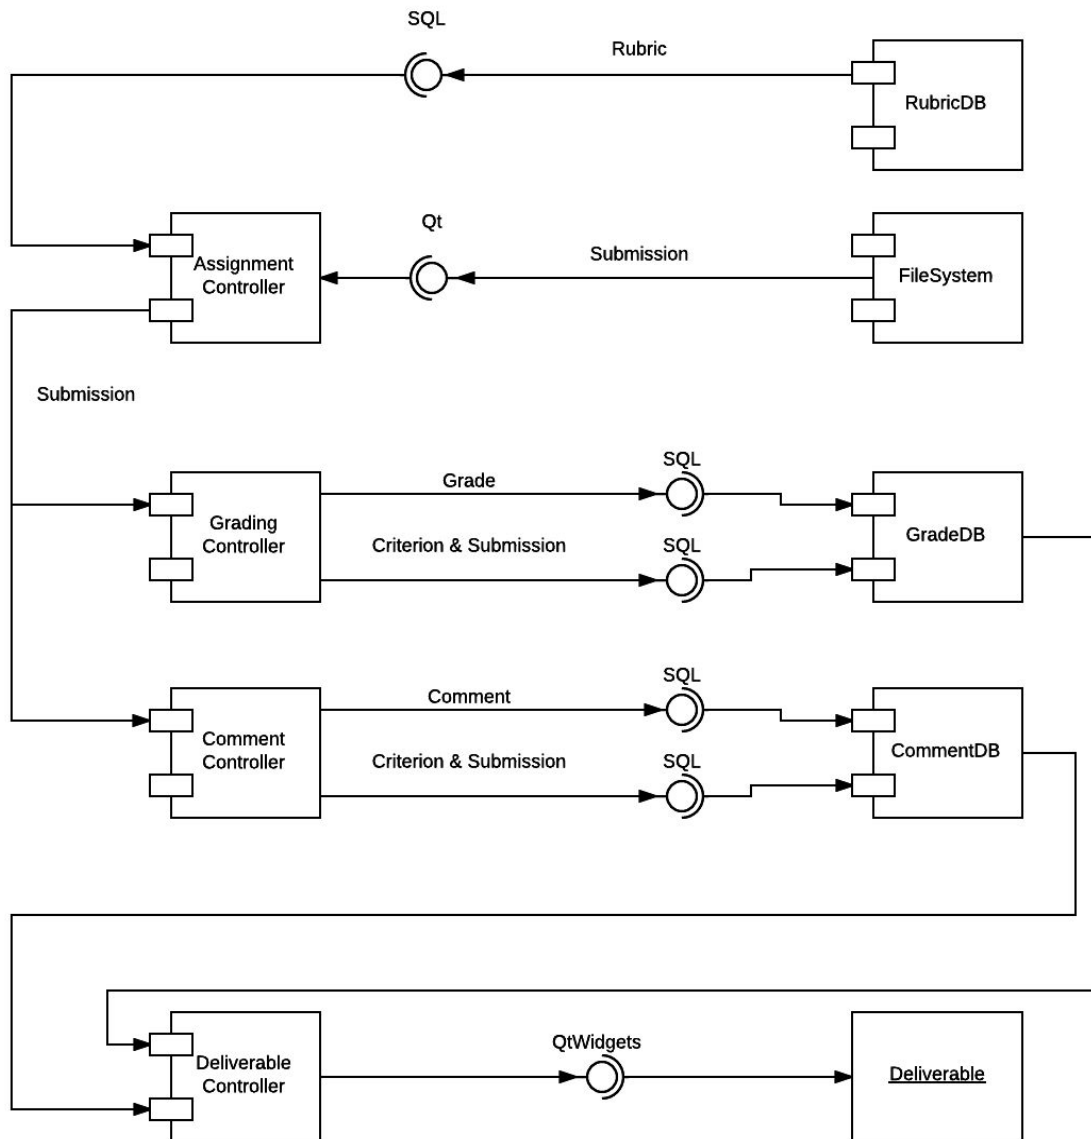 SQL
Rubric
RubricDB
Qt
Submission
Assignment
Controller
FileSystem
Submission
Grade
SQL
Grading
Controller
Criterion & Submission
SQL
GradeDB
Comment
SQL
Comment
Controller
Criterion & Submission
SQL
CommentDB
QtWidgets
Deliverable
Controller
Deliverable